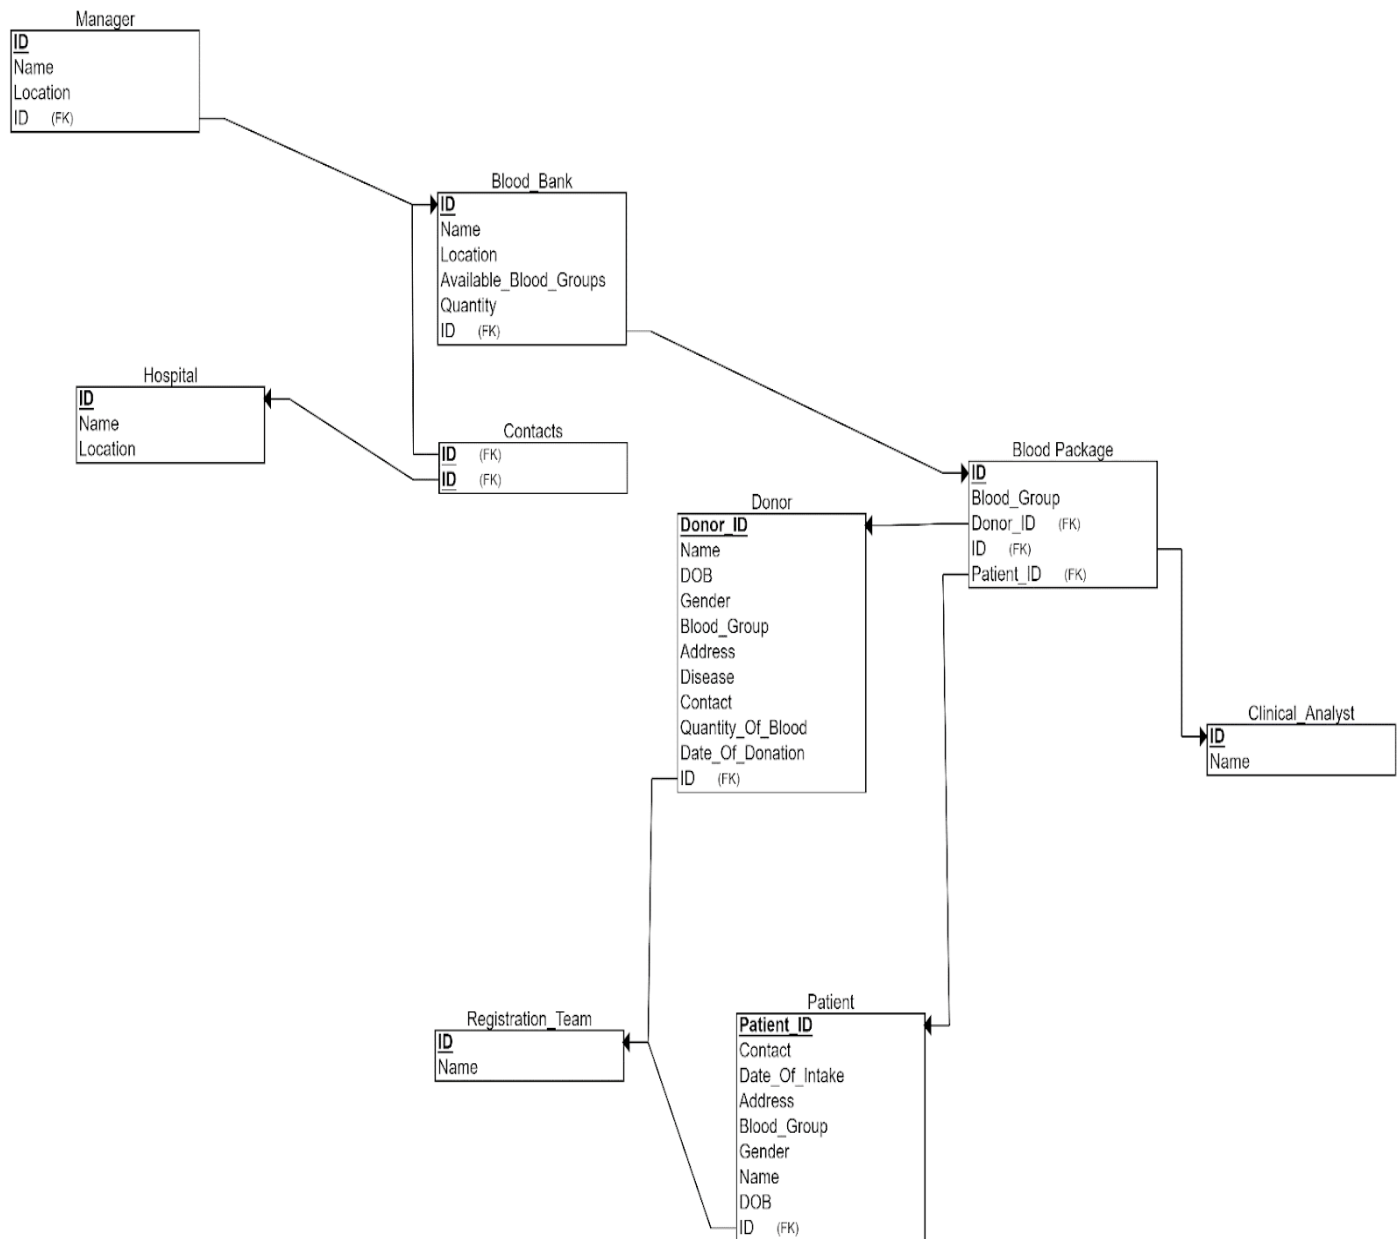 Manager
ID
Name
Location
ID (FK)
Blood_Bank
ID
Name
Location
Available_Blood_Groups
Quantity
ID (FK)
Hospital
ID
Name
Location
Contacts
ID (FK)
ID (FK)
Blood Package
ID
Blood_Group
Donor_ID (FK)
ID (FK)
Patient_ID (FK)
Donor
Donor_ID
Name
DOB
Gender
Blood_Group
Address
Disease
Contact
Quantity_Of_Blood
Date_Of_Donation
ID (FK)
Clinical_Analyst
ID
Name
Registration_Team
ID
Name
Patient
Patient_ID
Contact
Date_Of_Intake
Address
Blood_Group
Gender
Name
DOB
ID (FK)